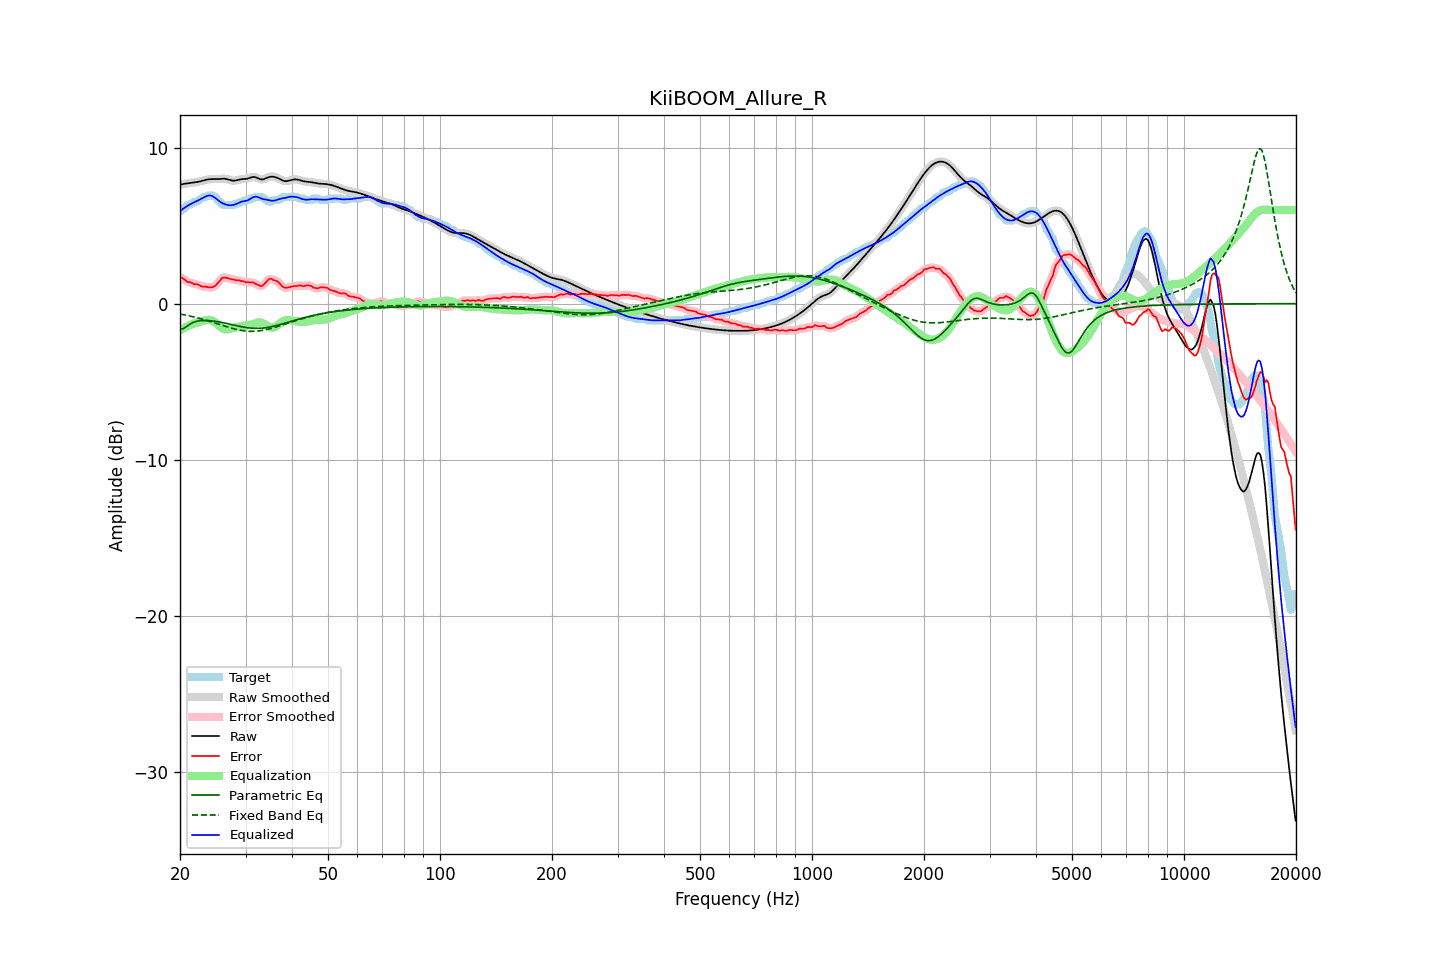 KiiBOOM_Allure_R
10
0
−10
−20
−30
Amplitude (dBr)
Target
Raw Smoothed
Error Smoothed
Raw
Error
Equalization
Parametric Eq
Fixed Band Eq
Equalized
20 50 100 200 500 1000 2000 5000 10000 20000
Frequency (Hz)